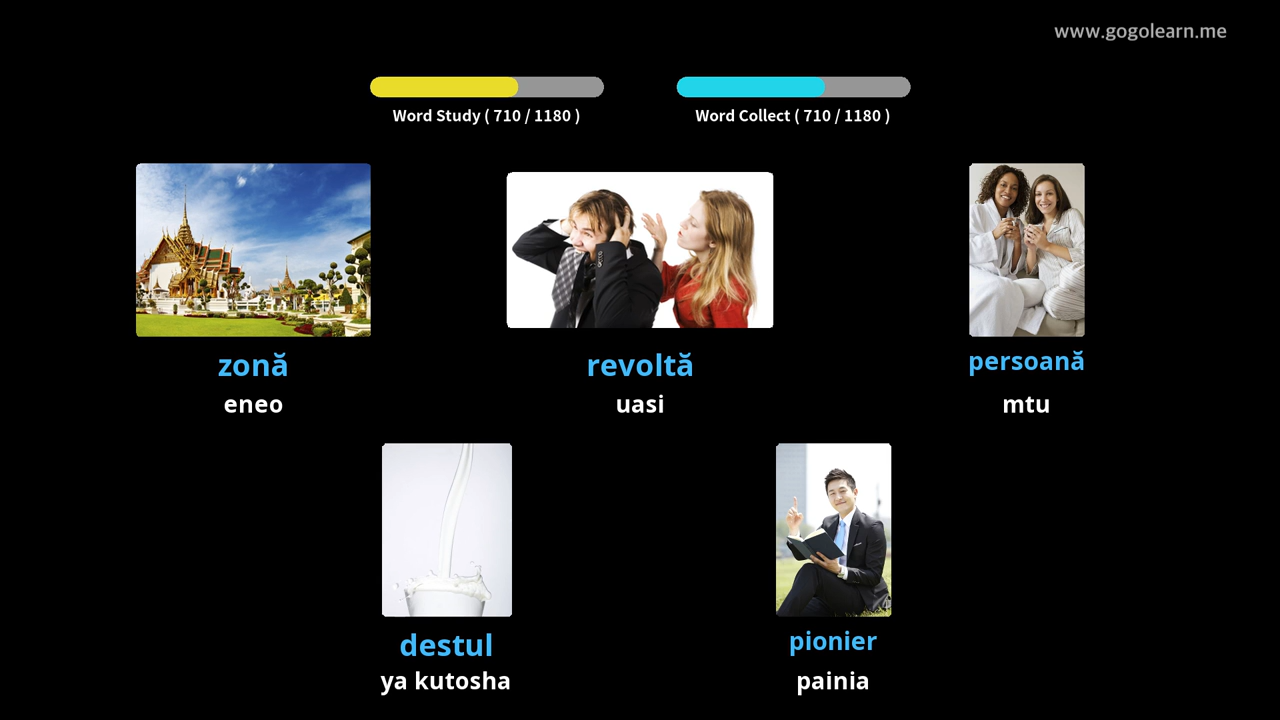 www.gogolearn.me
Word Study ( 710 / 1180 )
Word Collect ( 710 / 1180 )
zonă
eneo
revoltă
uasi
persoană
mtu
destul
ya kutosha
pionier
painia